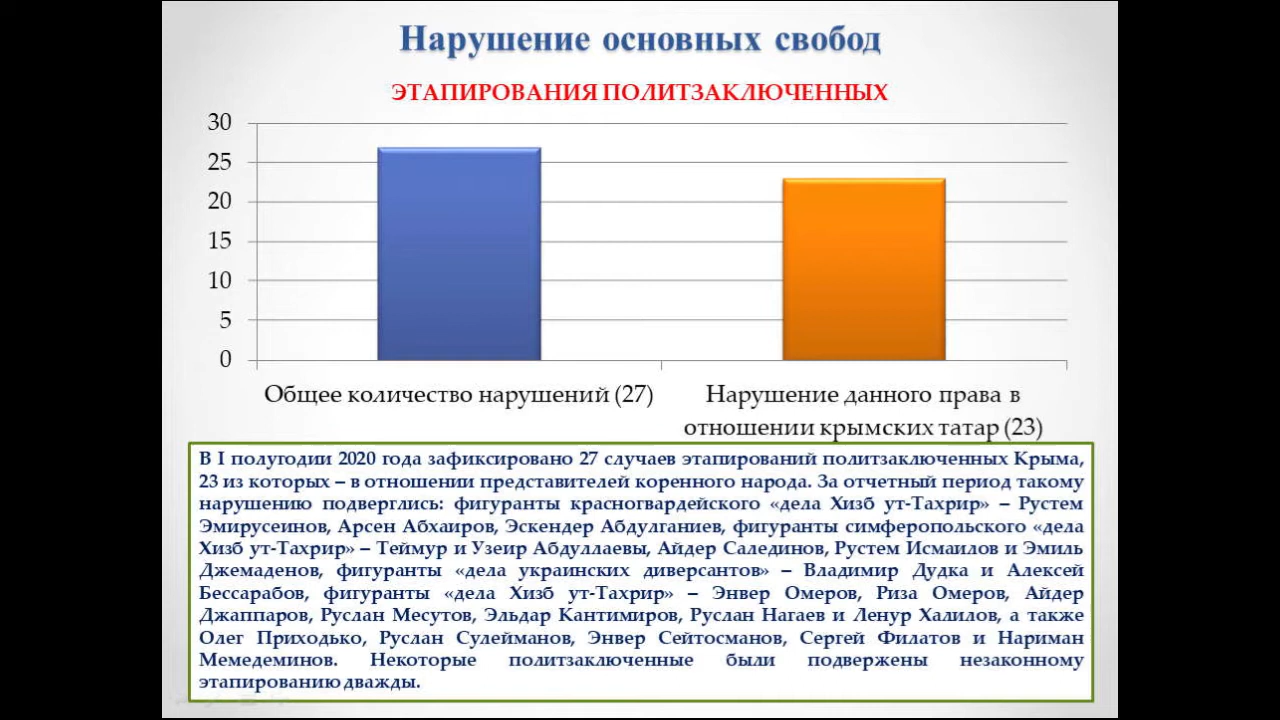 Нарушение основных свобод
ЭТАПИРОВАНИЯ ПОЛИТЗАКЛЮЧЕННЫХ
30
25
20
15
10
5
0
Общее количество нарушений (27)
Нарушение данного права в
отношении крымских татар (23)
В I полугодии 2020 года зафиксировано 27 случаев этапирований политзаключенных Крыма,
23 из которых – в отношении представителей коренного народа. За отчетный период такому
нарушению подверглись: фигуранты красногвардейского «дела Хизб ут-Тахрир» – Рустем
Эмирусеинов, Арсен Абхаиров, Эскендер Абдулганиев, фигуранты симферопольского «дела
Хизб ут-Тахрир» – Теймур и Узеир Абдуллаевы, Айдер Салединов, Рустем Исмаилов и Эмиль
Джемаденов, фигуранты «дела украинских диверсантов» – Владимир Дудка и Алексей
Бессарабов, фигуранты «дела Хизб ут-Тахрир» – Энвер Омеров, Риза Омеров, Айдер
Джаппаров, Руслан Месутов, Эльдар Кантимиров, Руслан Нагаев и Ленур Халилов, а также
Олег Приходько, Руслан Сулейманов, Энвер Сейтосманов, Сергей Филатов и Нариман
Мемедеминов. Некоторые политзаключенные были подвержены незаконному
этапированию дважды.